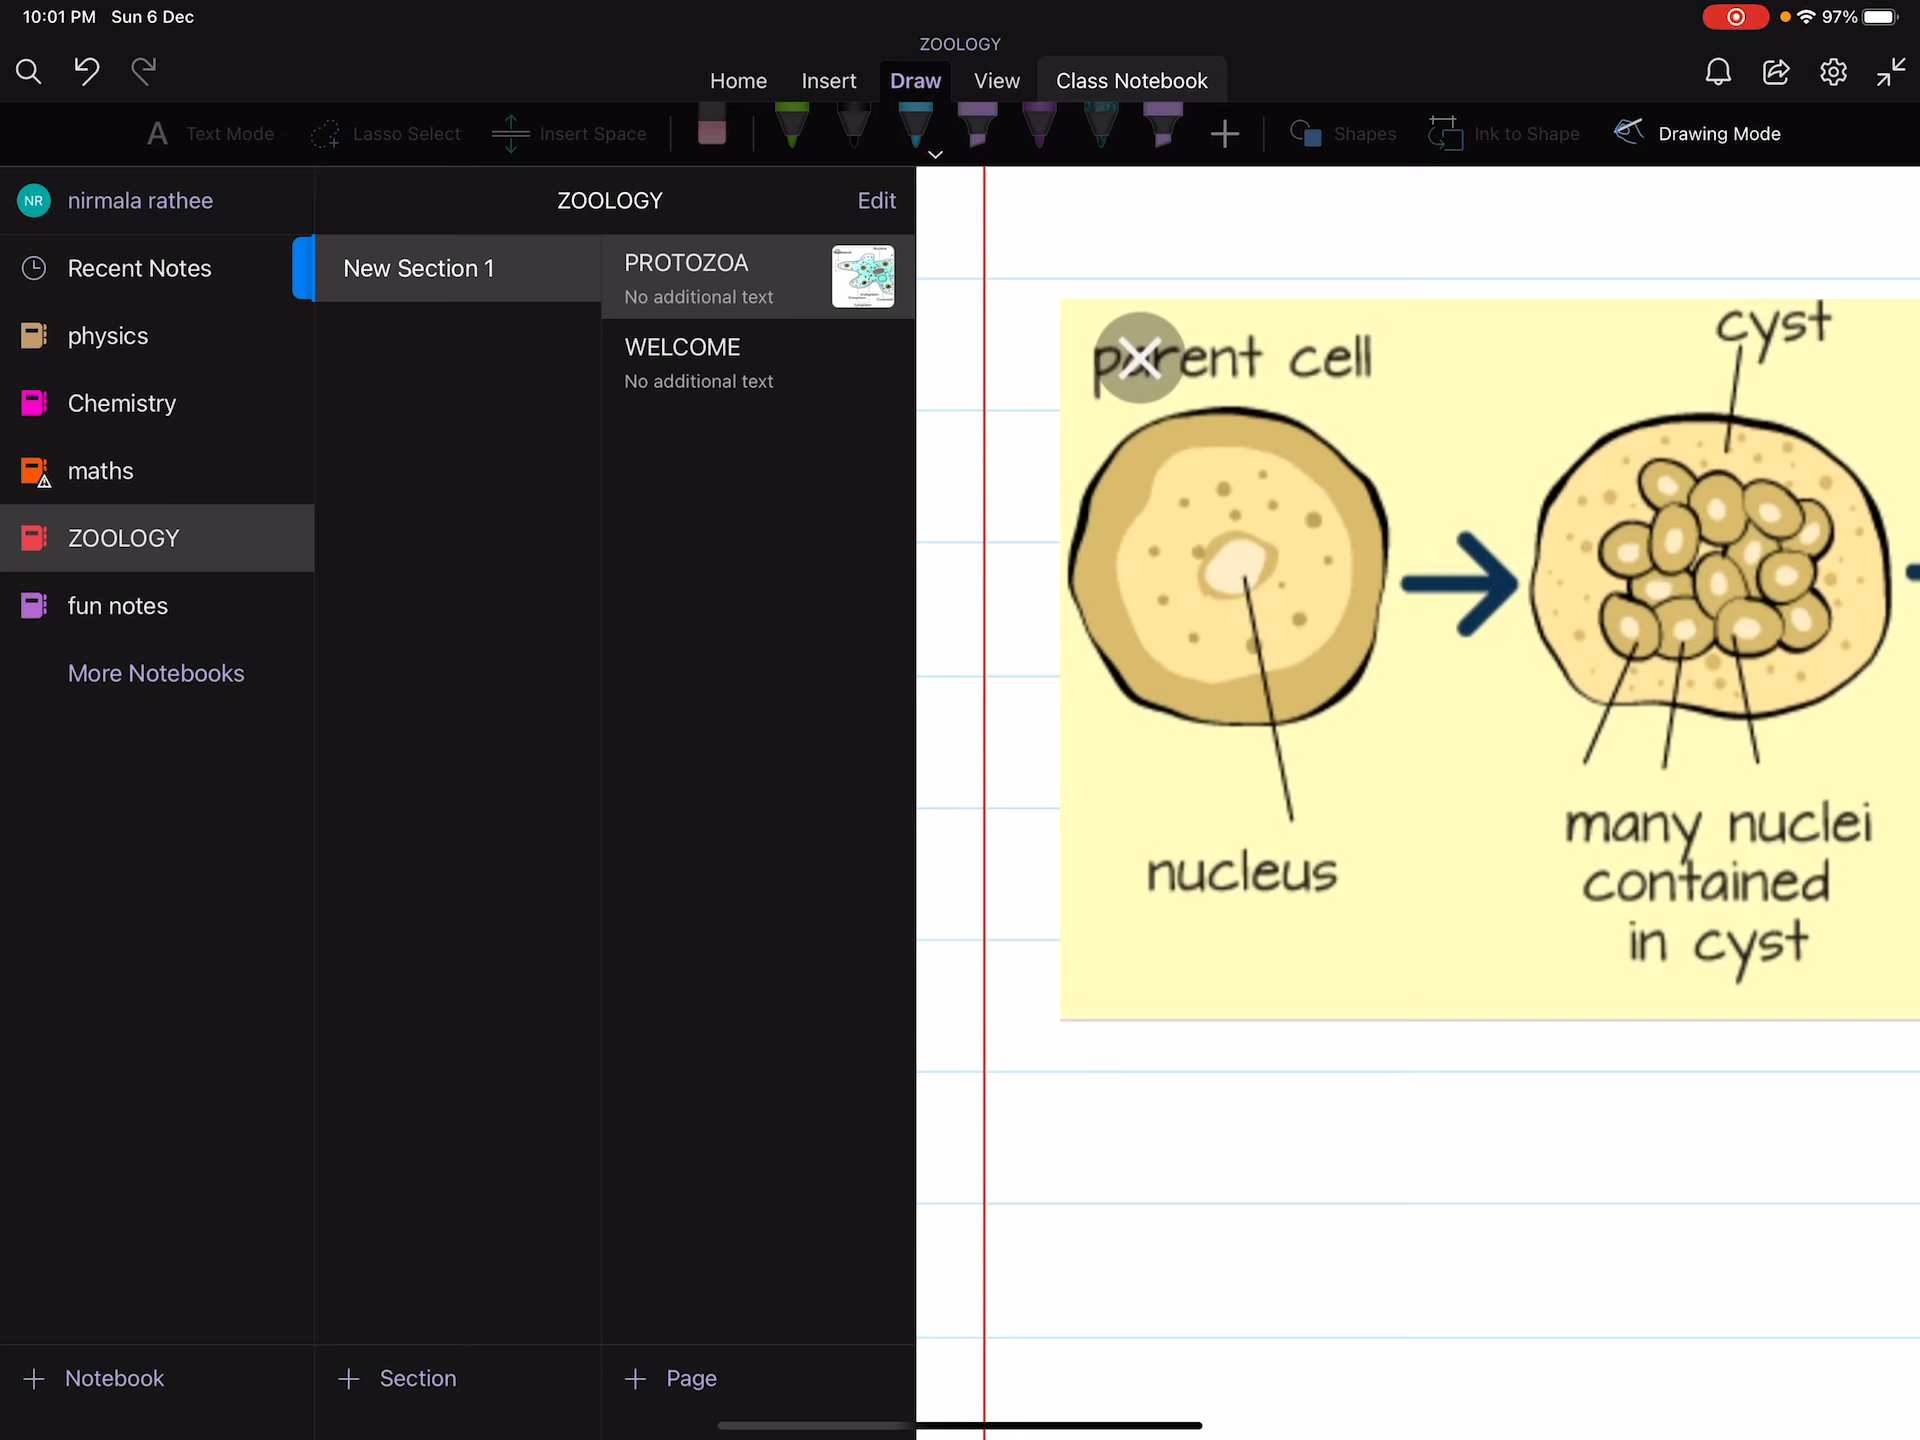 10:01 PM Sun 6 Dec
97%
ZOOLOGY
Home Insert Draw View Class Notebook
A Text Mode Lasso Select Insert Space Shapes Ink to Shape Drawing Mode
NR nirmala rathee
ZOOLOGY Edit
Recent Notes
physics
Chemistry
maths
ZOOLOGY
fun notes
More Notebooks
New Section 1
PROTOZOA
No additional text
WELCOME
No additional text
parent cell
cyst
nucleus
many nuclei
contained
in cyst
+ Notebook
+ Section
+ Page